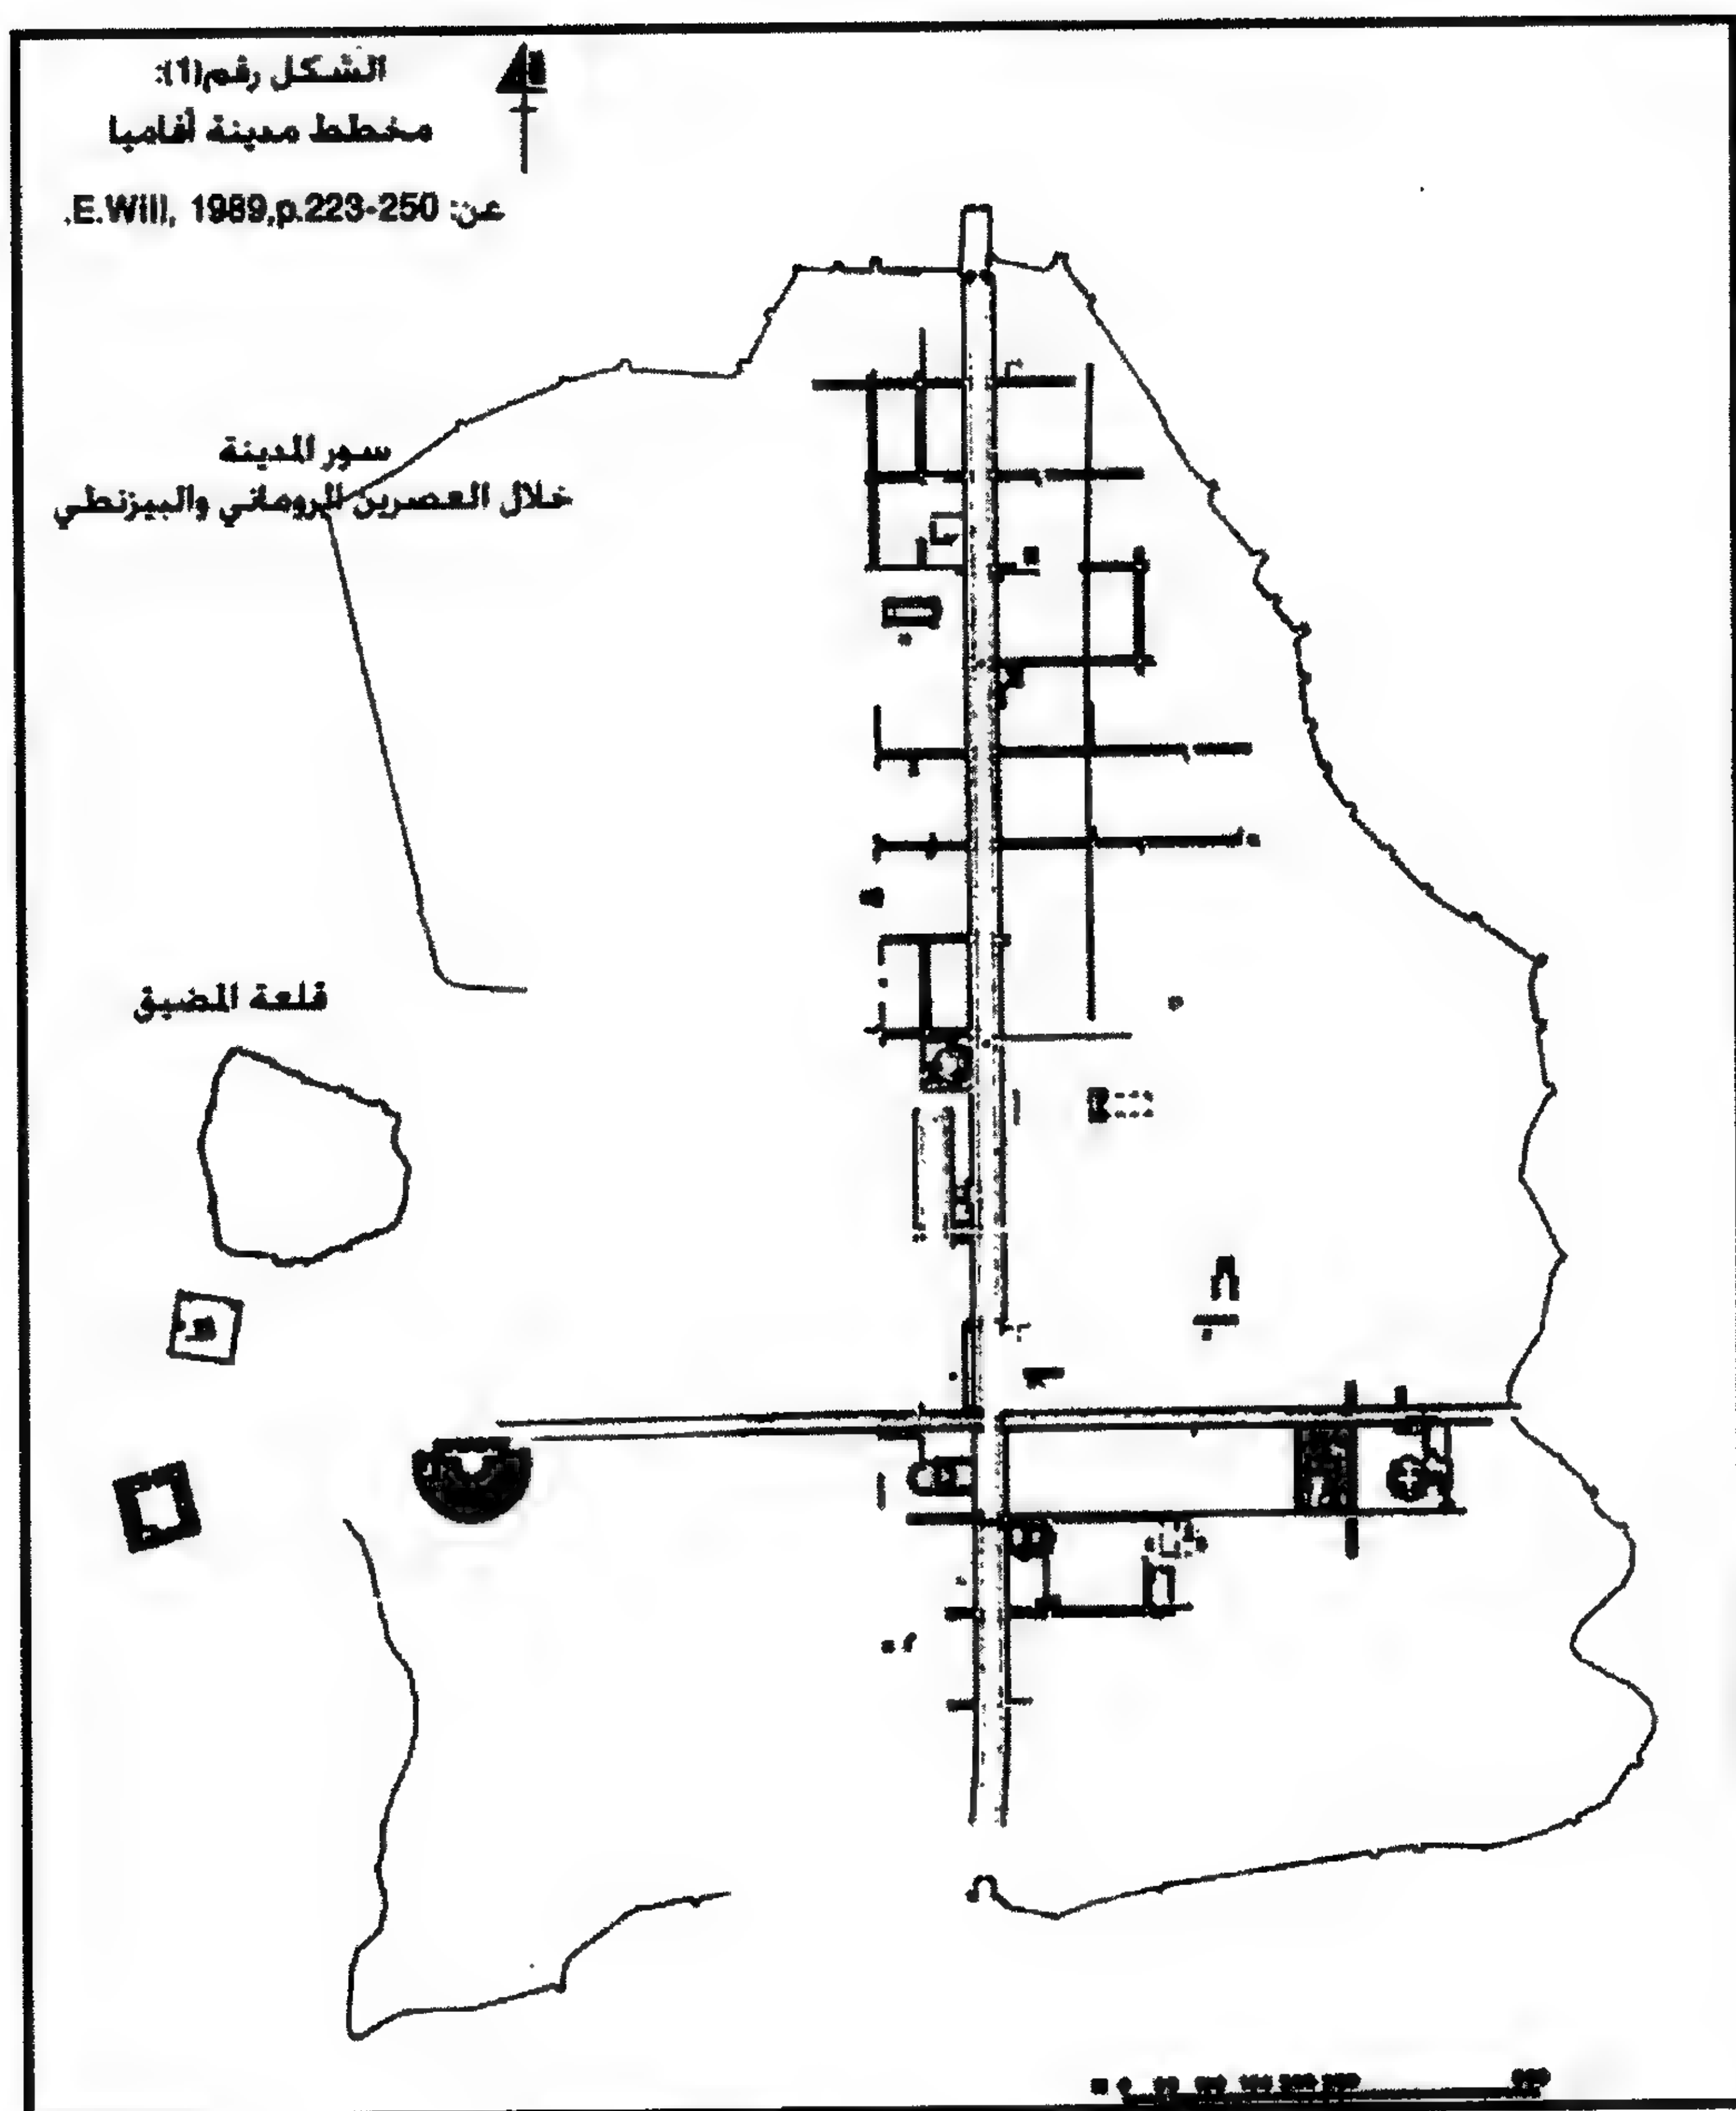 الشكل رقم(1):
مخطط مدينة أفاميا
عن: E.Will, 1989,p.223-250.
سور المدينة
خلال العصرين الروماني والبيزنطي
قلعة المضيق